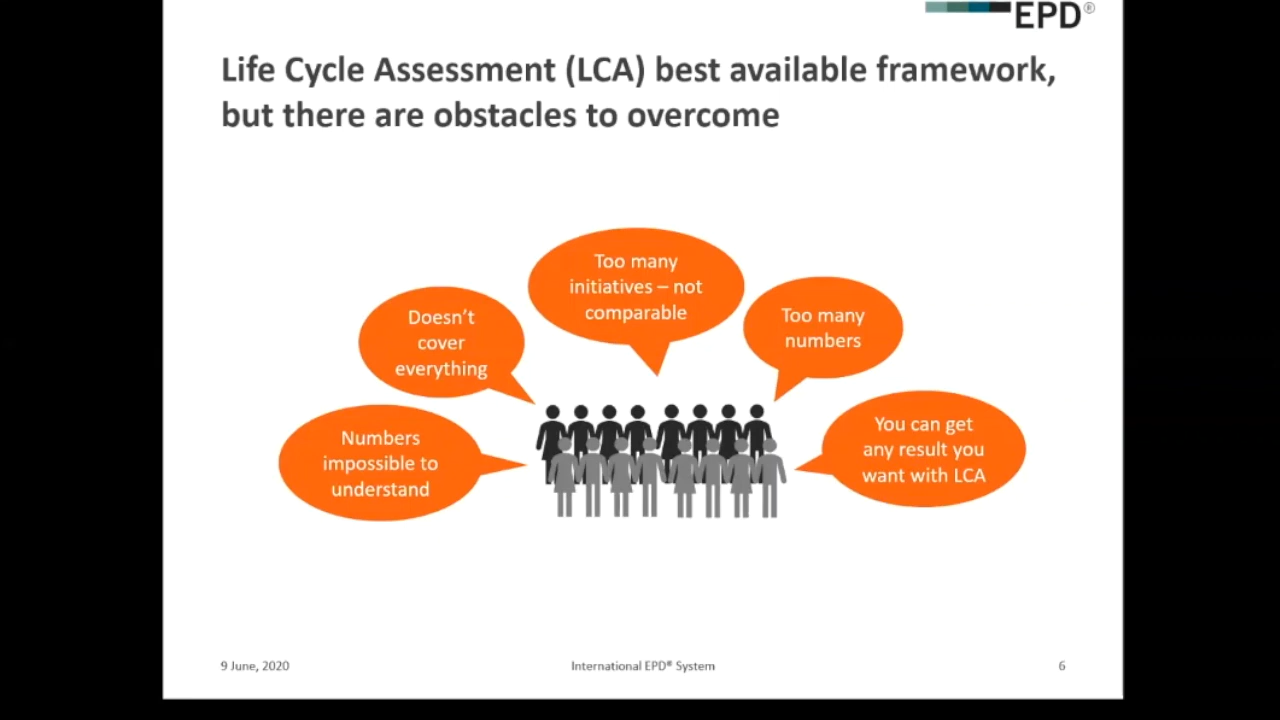 EPD®
Life Cycle Assessment (LCA) best available framework,
but there are obstacles to overcome
Too many
initiatives – not
comparable
Doesn't
cover
everything
Too many
numbers
Numbers
impossible to
understand
You can get
any result you
want with LCA
9 June, 2020
International EPD® System
6